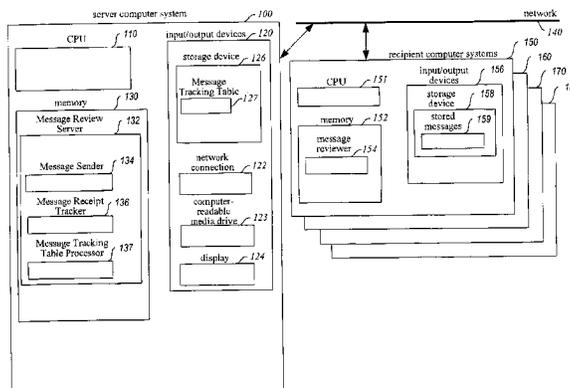 server computer system 100
CPU 110
memory 130
Message Review
Server 132
Message Sender 134
Message Receipt
Tracker 136
Message Tracking
Table Processor 137
input/output devices 120
storage device 126
Message
Tracking Table
127
network
connection 122
computer-
readable
media drive 123
display 124
network
140
recipient computer systems 150
160
170
CPU 151
memory 152
message
reviewer 154
input/output
devices 156
storage
device 158
stored
messages 159